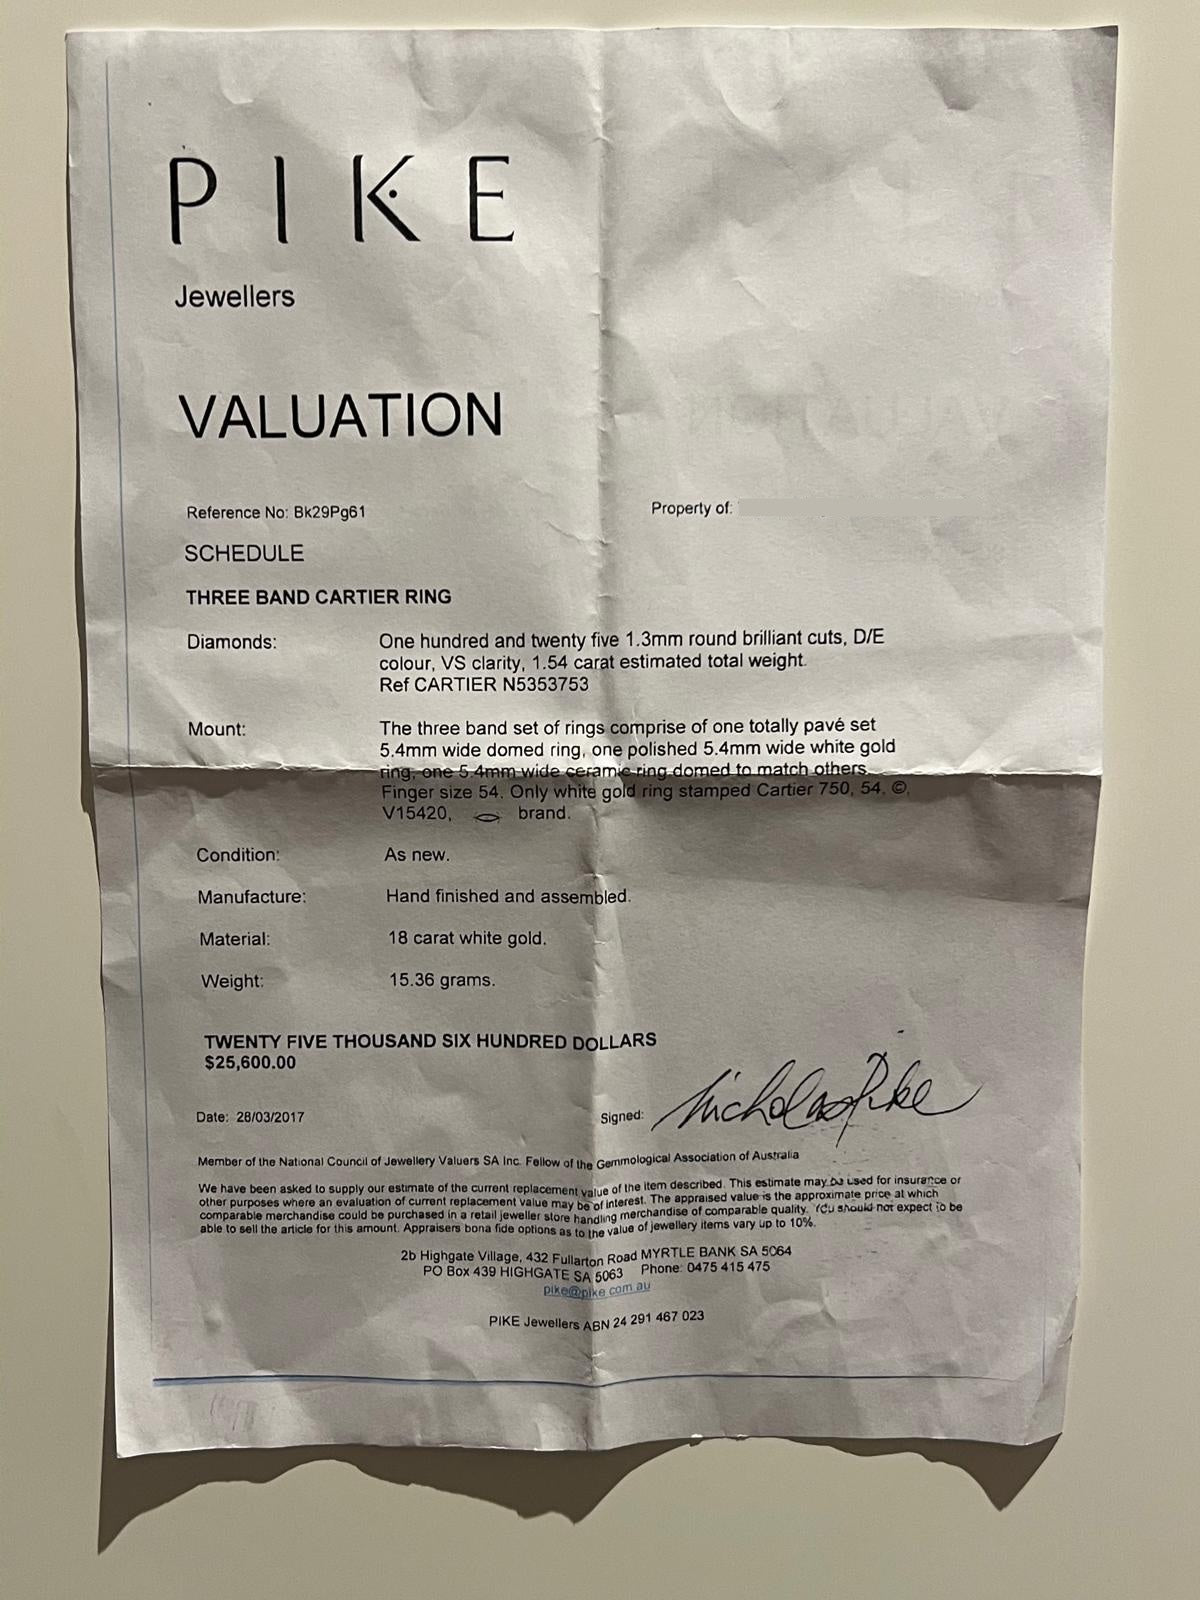 PIKE
Jewellers
VALUATION
Reference No: Bk29Pg61 Property of:
SCHEDULE
THREE BAND CARTIER RING
Diamonds: One hundred and twenty five 1.3mm round brilliant cuts, D/E
colour, VS clarity, 1.54 carat estimated total weight.
Ref CARTIER N5353753
Mount: The three band set of rings comprise of one totally pavé set
5.4mm wide domed ring, one polished 5.4mm wide white gold
ring, one 5.4mm wide ceramic ring domed to match others.
Finger size 54. Only white gold ring stamped Cartier 750, 54, ©,
V15420, brand.
Condition: As new.
Manufacture: Hand finished and assembled.
Material: 18 carat white gold.
Weight: 15.36 grams.
TWENTY FIVE THOUSAND SIX HUNDRED DOLLARS
$25,600.00
Date: 28/03/2017 Signed: Nicholas Pike
Member of the National Council of Jewellery Valuers SA Inc. Fellow of the Gemmological Association of Australia
We have been asked to supply our estimate of the current replacement value of the item described. This estimate may be used for insurance or
other purposes where an evaluation of current replacement value may be of interest. The appraised value is the approximate price at which
comparable merchandise could be purchased in a retail jeweller store handling merchandise of comparable quality. You should not expect to be
able to sell the article for this amount. Appraisers bona fide options as to the value of jewellery items vary up to 10%.
2b Highgate Village, 432 Fullarton Road MYRTLE BANK SA 5064
PO Box 439 HIGHGATE SA 5063 Phone: 0475 415 475
pike@pike.com.au
PIKE Jewellers ABN 24 291 467 023